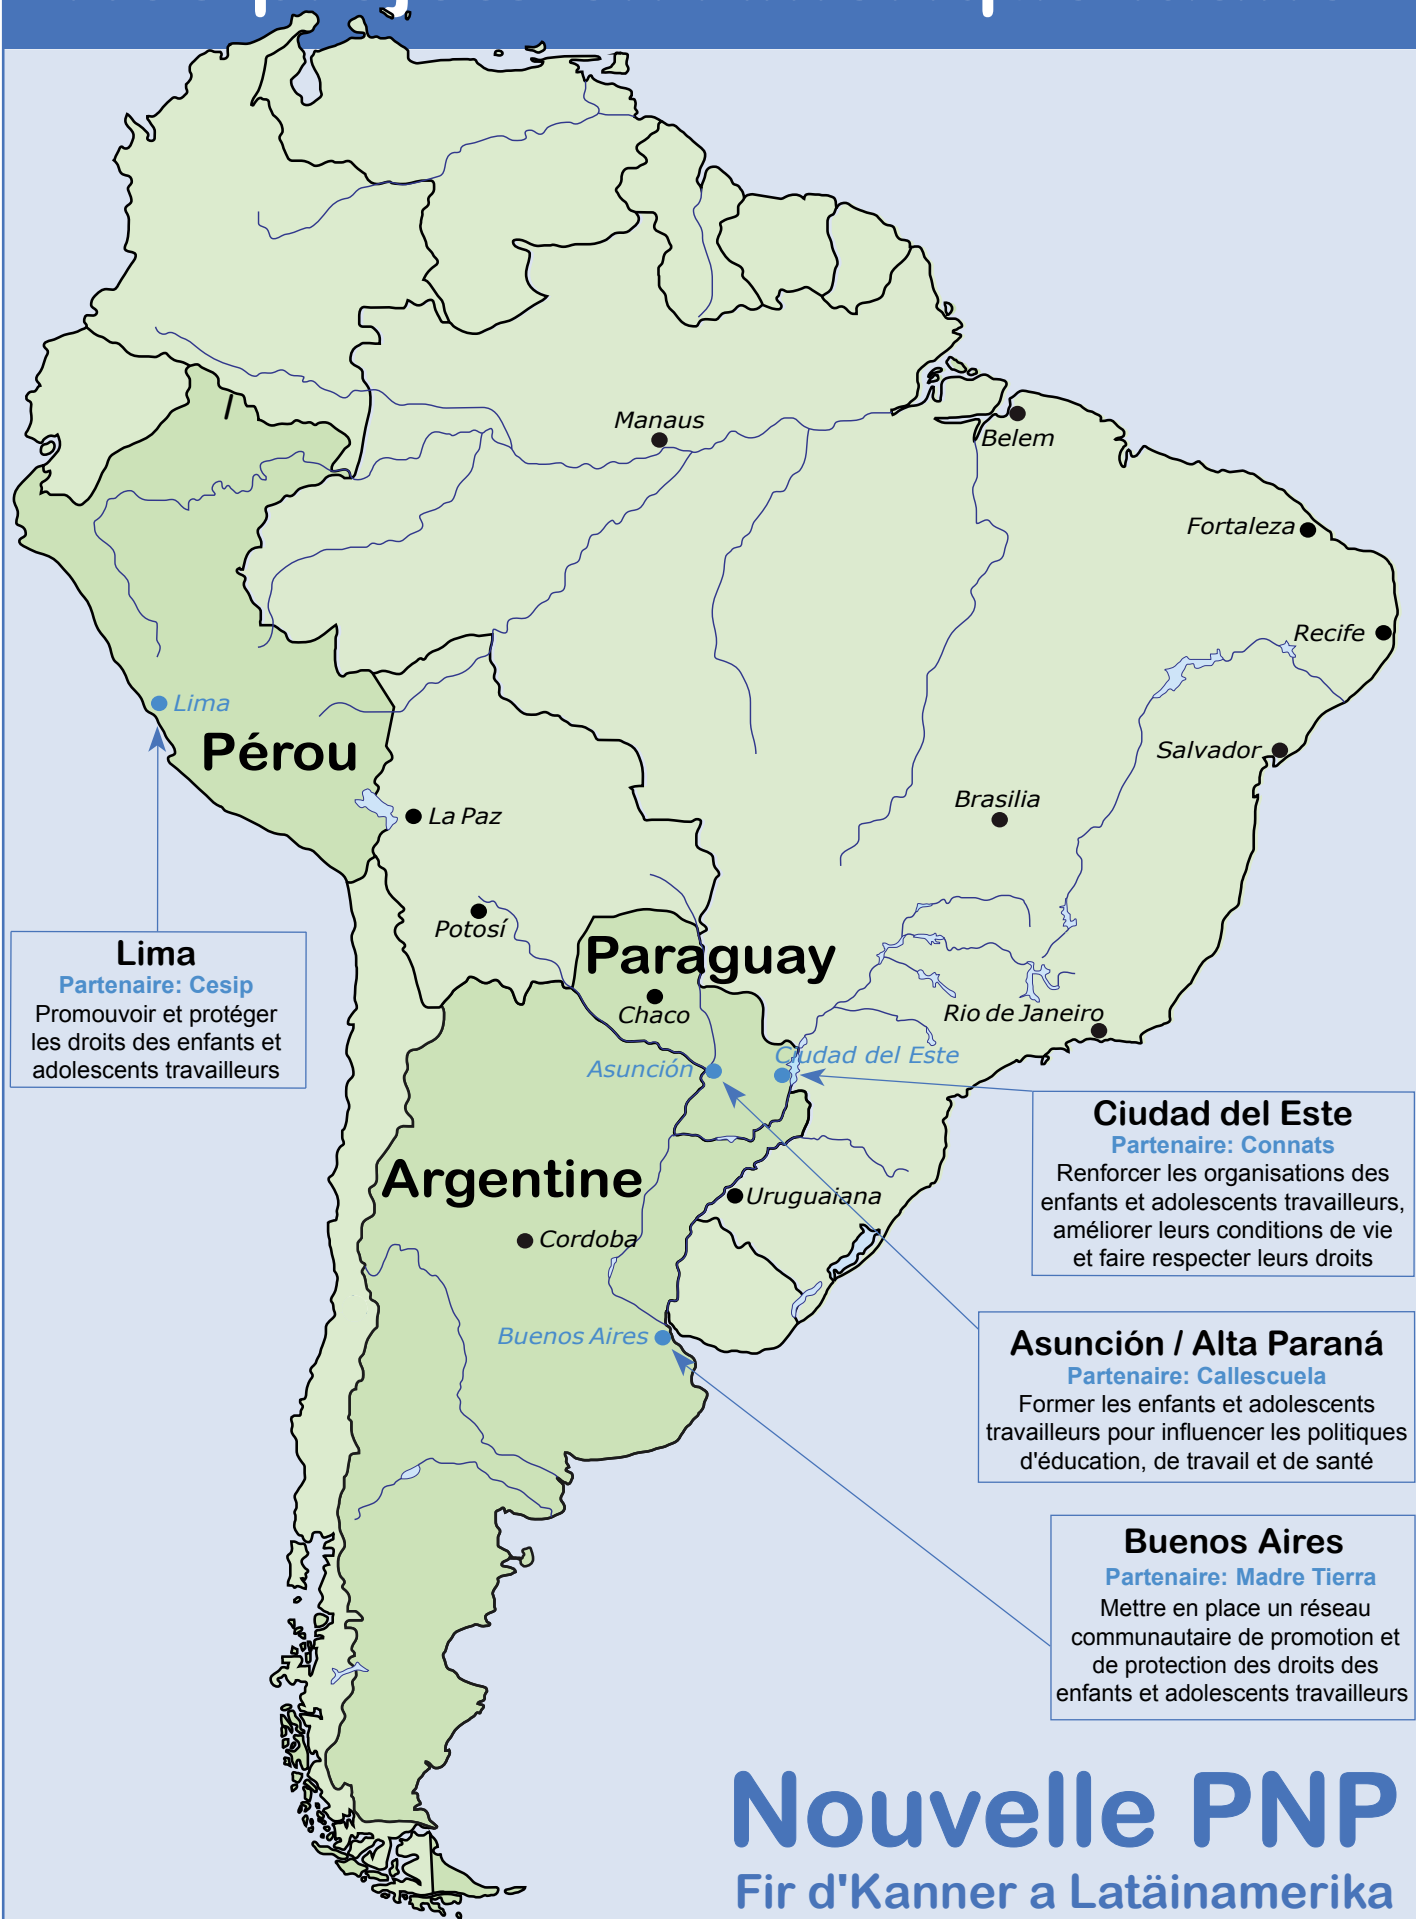 Manaus
Belem
Fortaleza
Recife
Lima
Pérou
Salvador
Brasilia
La Paz
Potosí
Paraguay
Chaco
Rio de Janeiro
Asunción
Ciudad del Este
Argentine
Uruguaiana
Cordoba
Buenos Aires
Lima
Partenaire: Cesip
Promouvoir et protéger
les droits des enfants et
adolescents travailleurs
Ciudad del Este
Partenaire: Connats
Renforcer les organisations des
enfants et adolescents travailleurs,
améliorer leurs conditions de vie
et faire respecter leurs droits
Asunción / Alta Paraná
Partenaire: Callescuela
Former les enfants et adolescents
travailleurs pour influencer les politiques
d'éducation, de travail et de santé
Buenos Aires
Partenaire: Madre Tierra
Mettre en place un réseau
communautaire de promotion et
de protection des droits des
enfants et adolescents travailleurs
Nouvelle PNP
Fir d'Kanner a Latäinamerika